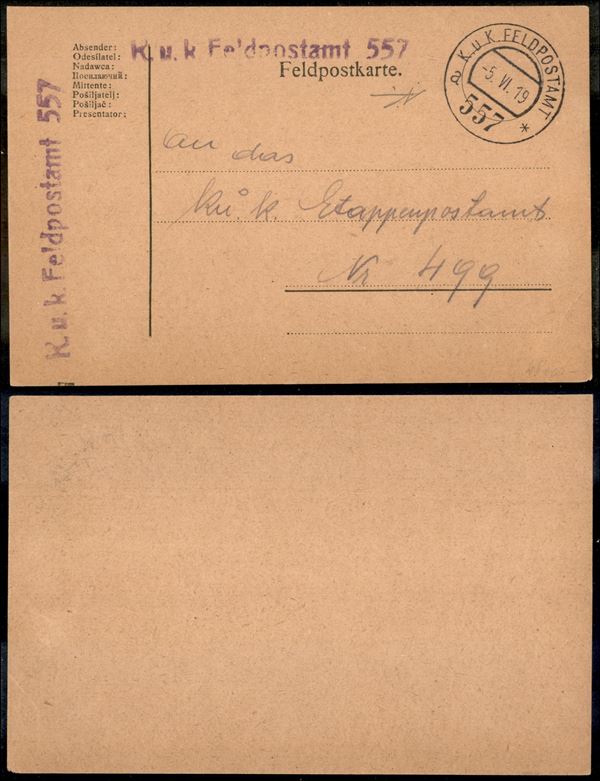 K. u. k. Feldpostamt 557
K. u. k. Feldpostamt 557
Absender:
Odesílatel:
Nadawca:
Посилаючий:
Mittente:
Pošiljatelj:
Pošiljač:
Presentator:
Feldpostkarte.
K. u. K. FELDPOSTAMT
a
-5. VI. 19
557
*
An das
k.u.k. Etappenpostamt
Nr 499